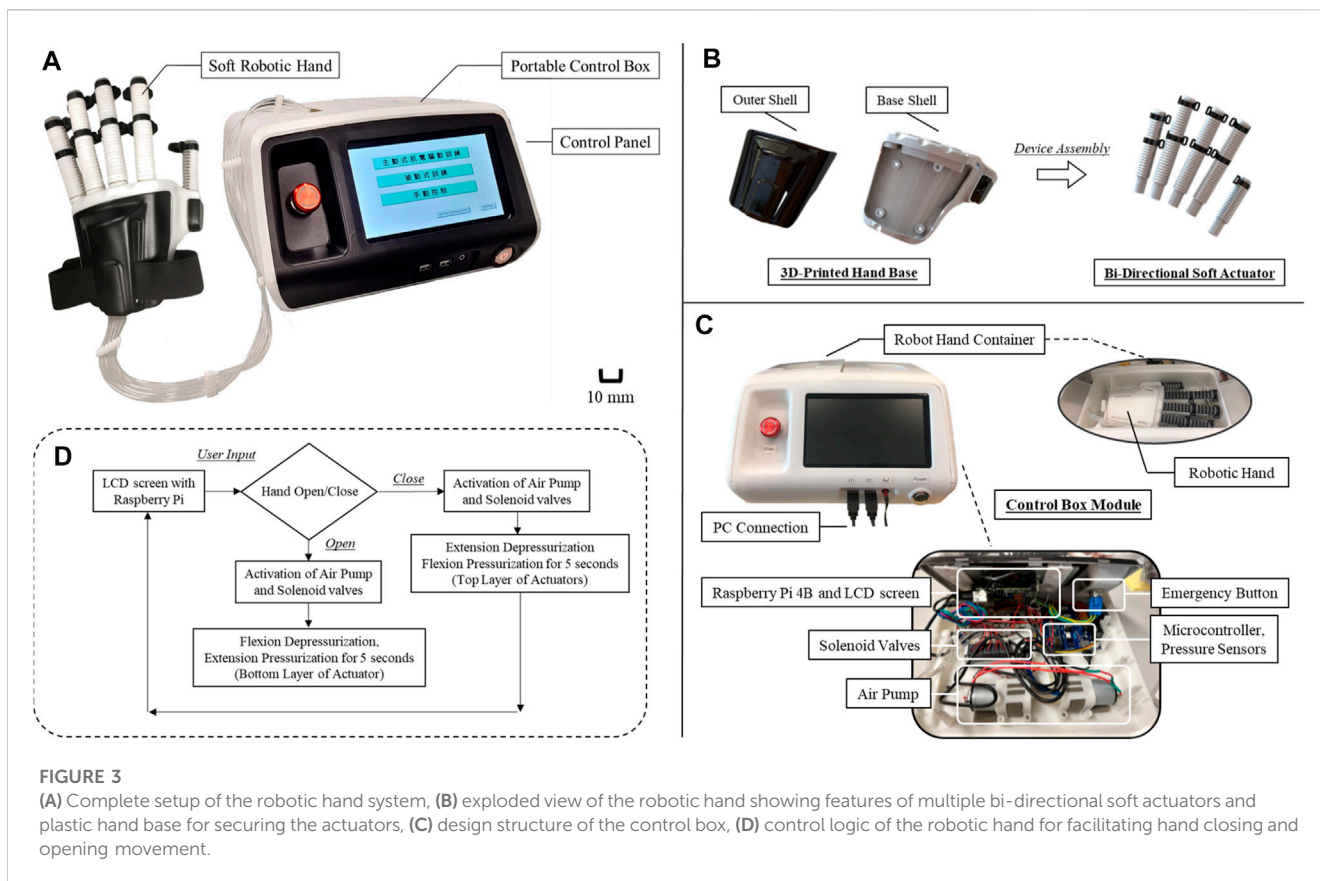 A
Soft Robotic Hand
Portable Control Box
Control Panel
主動式肌電驅動訓練
被動式訓練
手動控制
10 mm
B
Outer Shell
Base Shell
Device Assembly
3D-Printed Hand Base
Bi-Directional Soft Actuator
C
Robot Hand Container
Robotic Hand
Power
PC Connection
Control Box Module
Raspberry Pi 4B and LCD screen
Emergency Button
Solenoid Valves
Microcontroller,
Pressure Sensors
Air Pump
D
User Input
LCD screen with
Raspberry Pi
Hand Open/Close
Close
Activation of Air Pump
and Solenoid valves
Extension Depressurization
Flexion Pressurization for 5 seconds
(Top Layer of Actuators)
Open
Activation of Air Pump
and Solenoid valves
Flexion Depressurization,
Extension Pressurization for 5 seconds
(Bottom Layer of Actuator)
FIGURE 3
(A) Complete setup of the robotic hand system, (B) exploded view of the robotic hand showing features of multiple bi-directional soft actuators and
plastic hand base for securing the actuators, (C) design structure of the control box, (D) control logic of the robotic hand for facilitating hand closing and
opening movement.